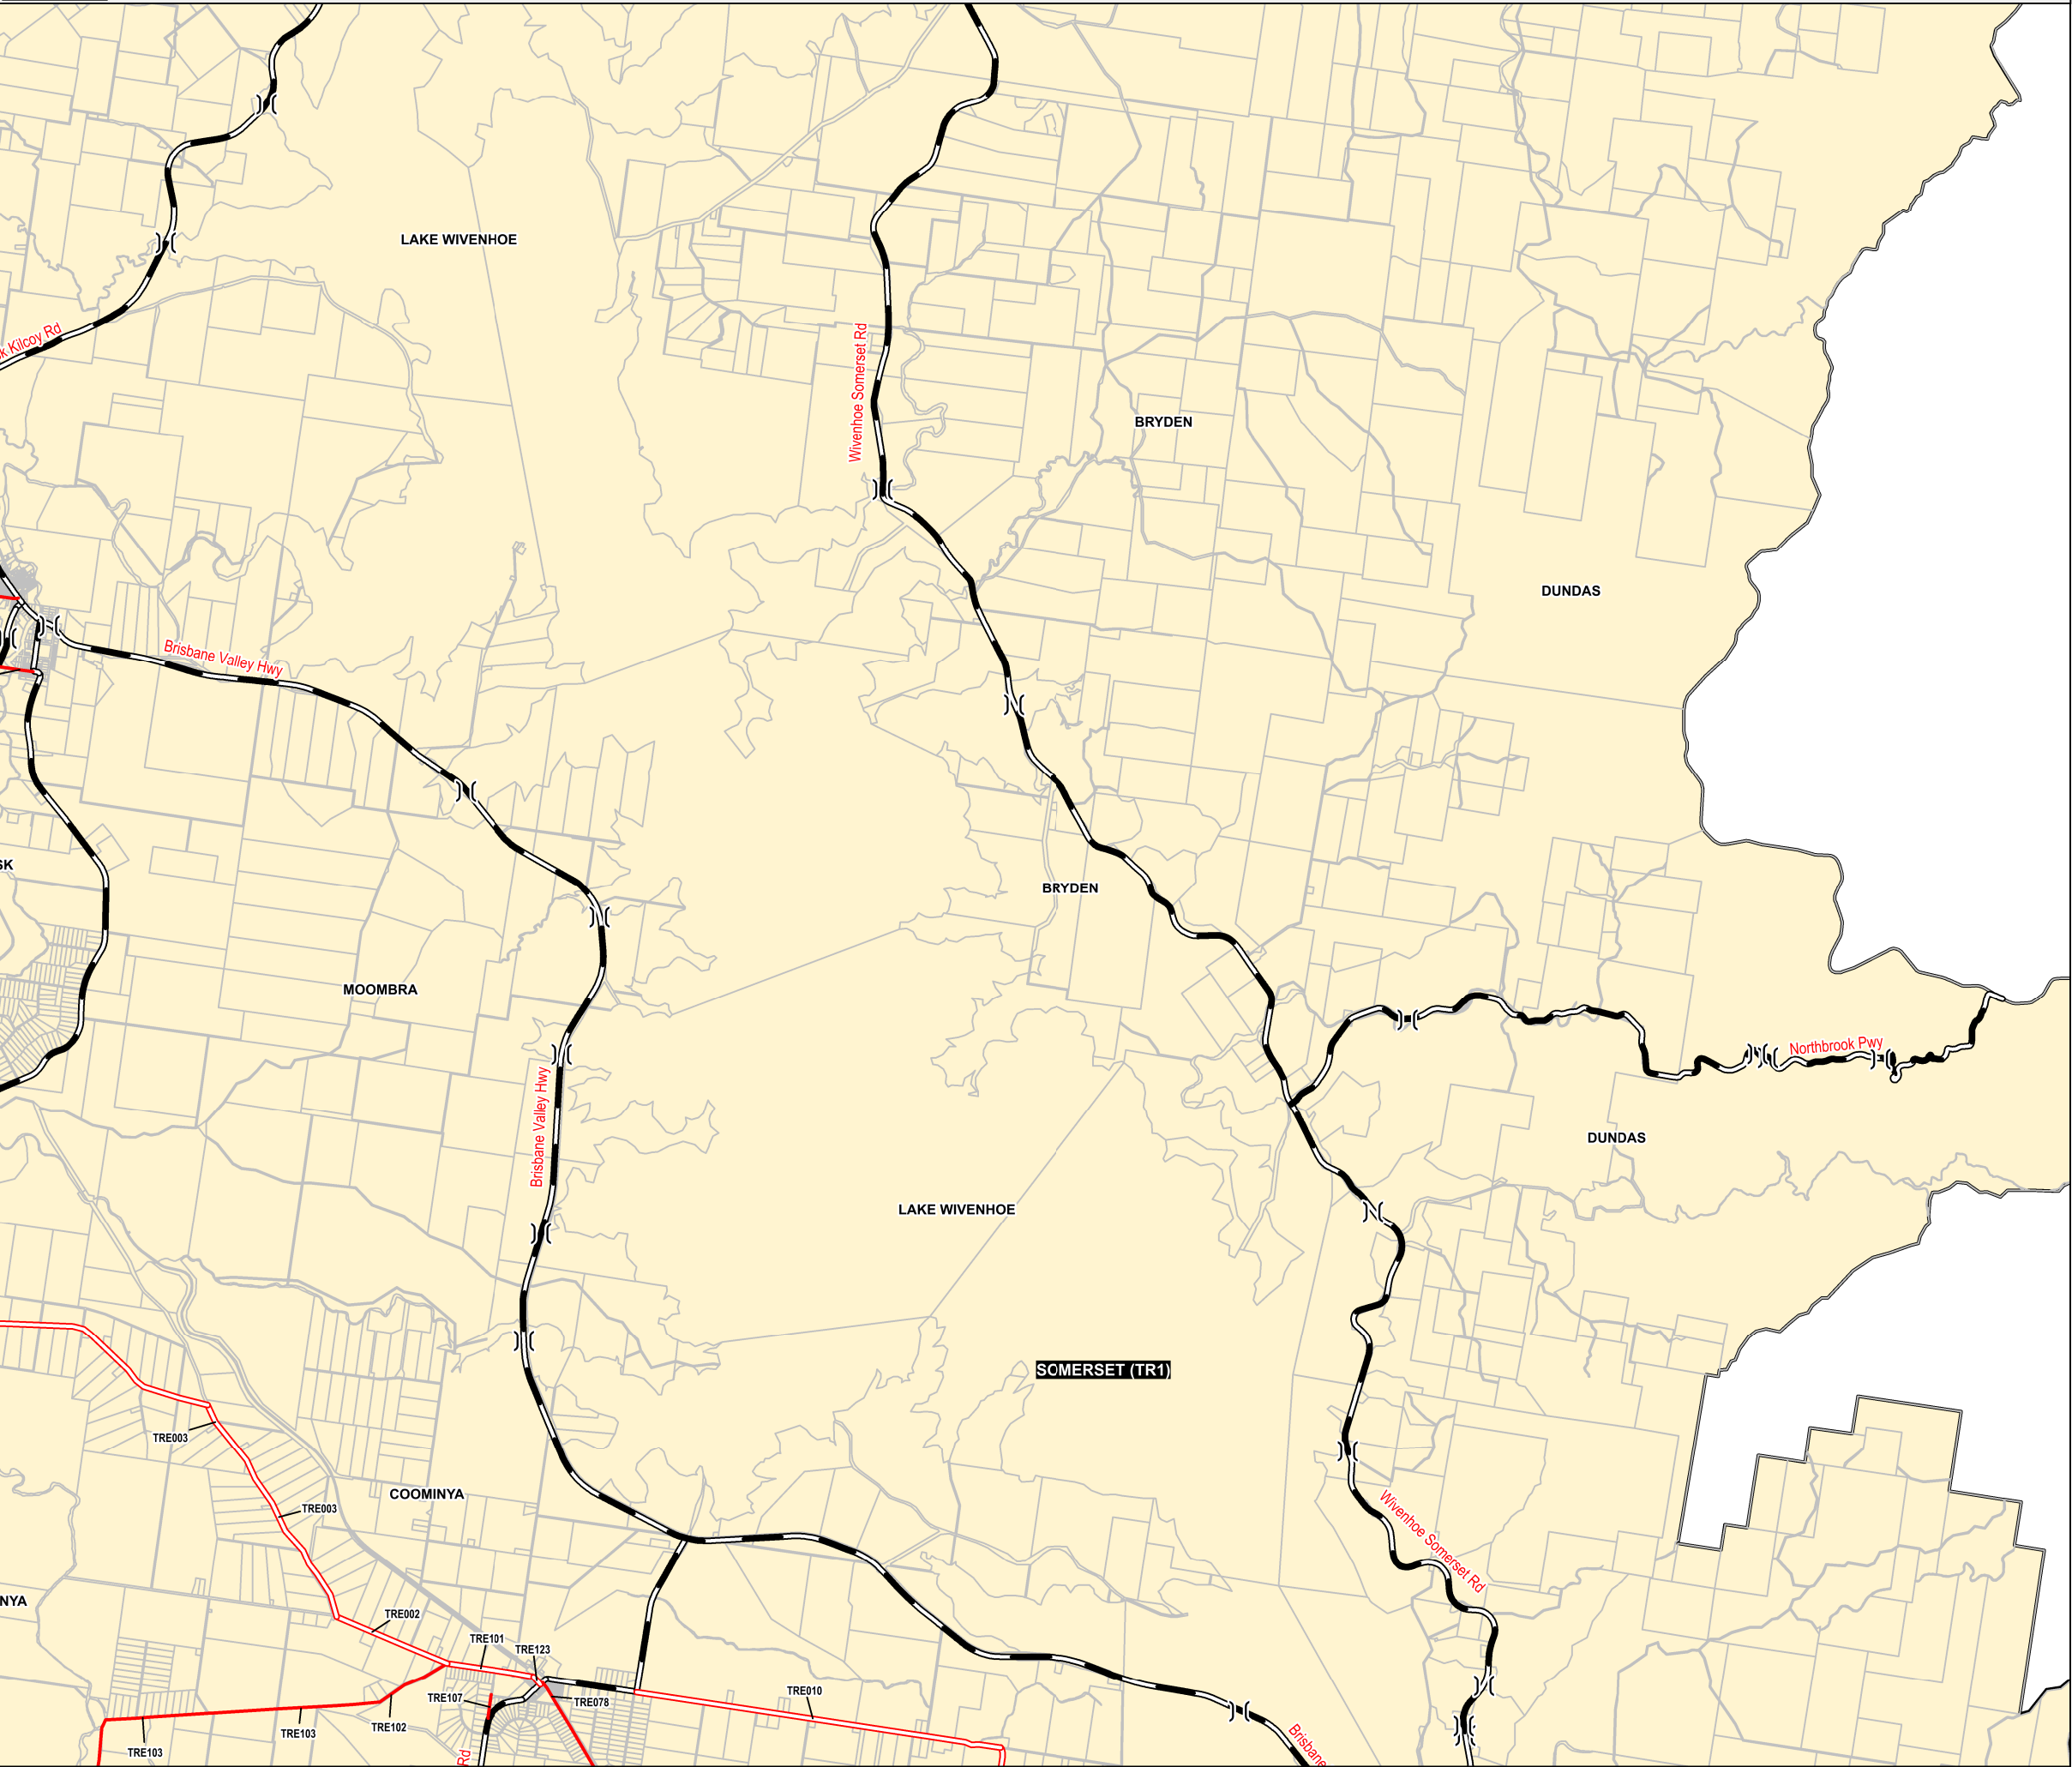 LAKE WIVENHOE
k Kilcoy Rd
Wivenhoe Somerset Rd
BRYDEN
DUNDAS
Brisbane Valley Hwy
SK
BRYDEN
MOOMBRA
Northbrook Pwy
Brisbane Valley Hwy
DUNDAS
LAKE WIVENHOE
SOMERSET (TR1)
TRE003
COOMINYA
TRE003
Wivenhoe Somerset Rd
NYA
TRE002
TRE101
TRE123
TRE107
TRE078
TRE010
TRE102
TRE103
TRE103
Rd
Brisbane